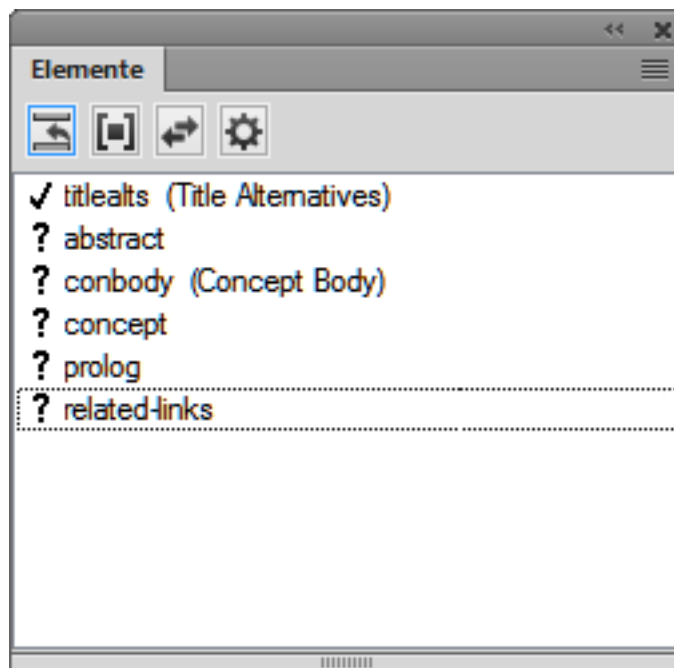 Elemente
titlealts (Title Alternatives)
? abstract
? conbody (Concept Body)
? concept
? prolog
? related-links